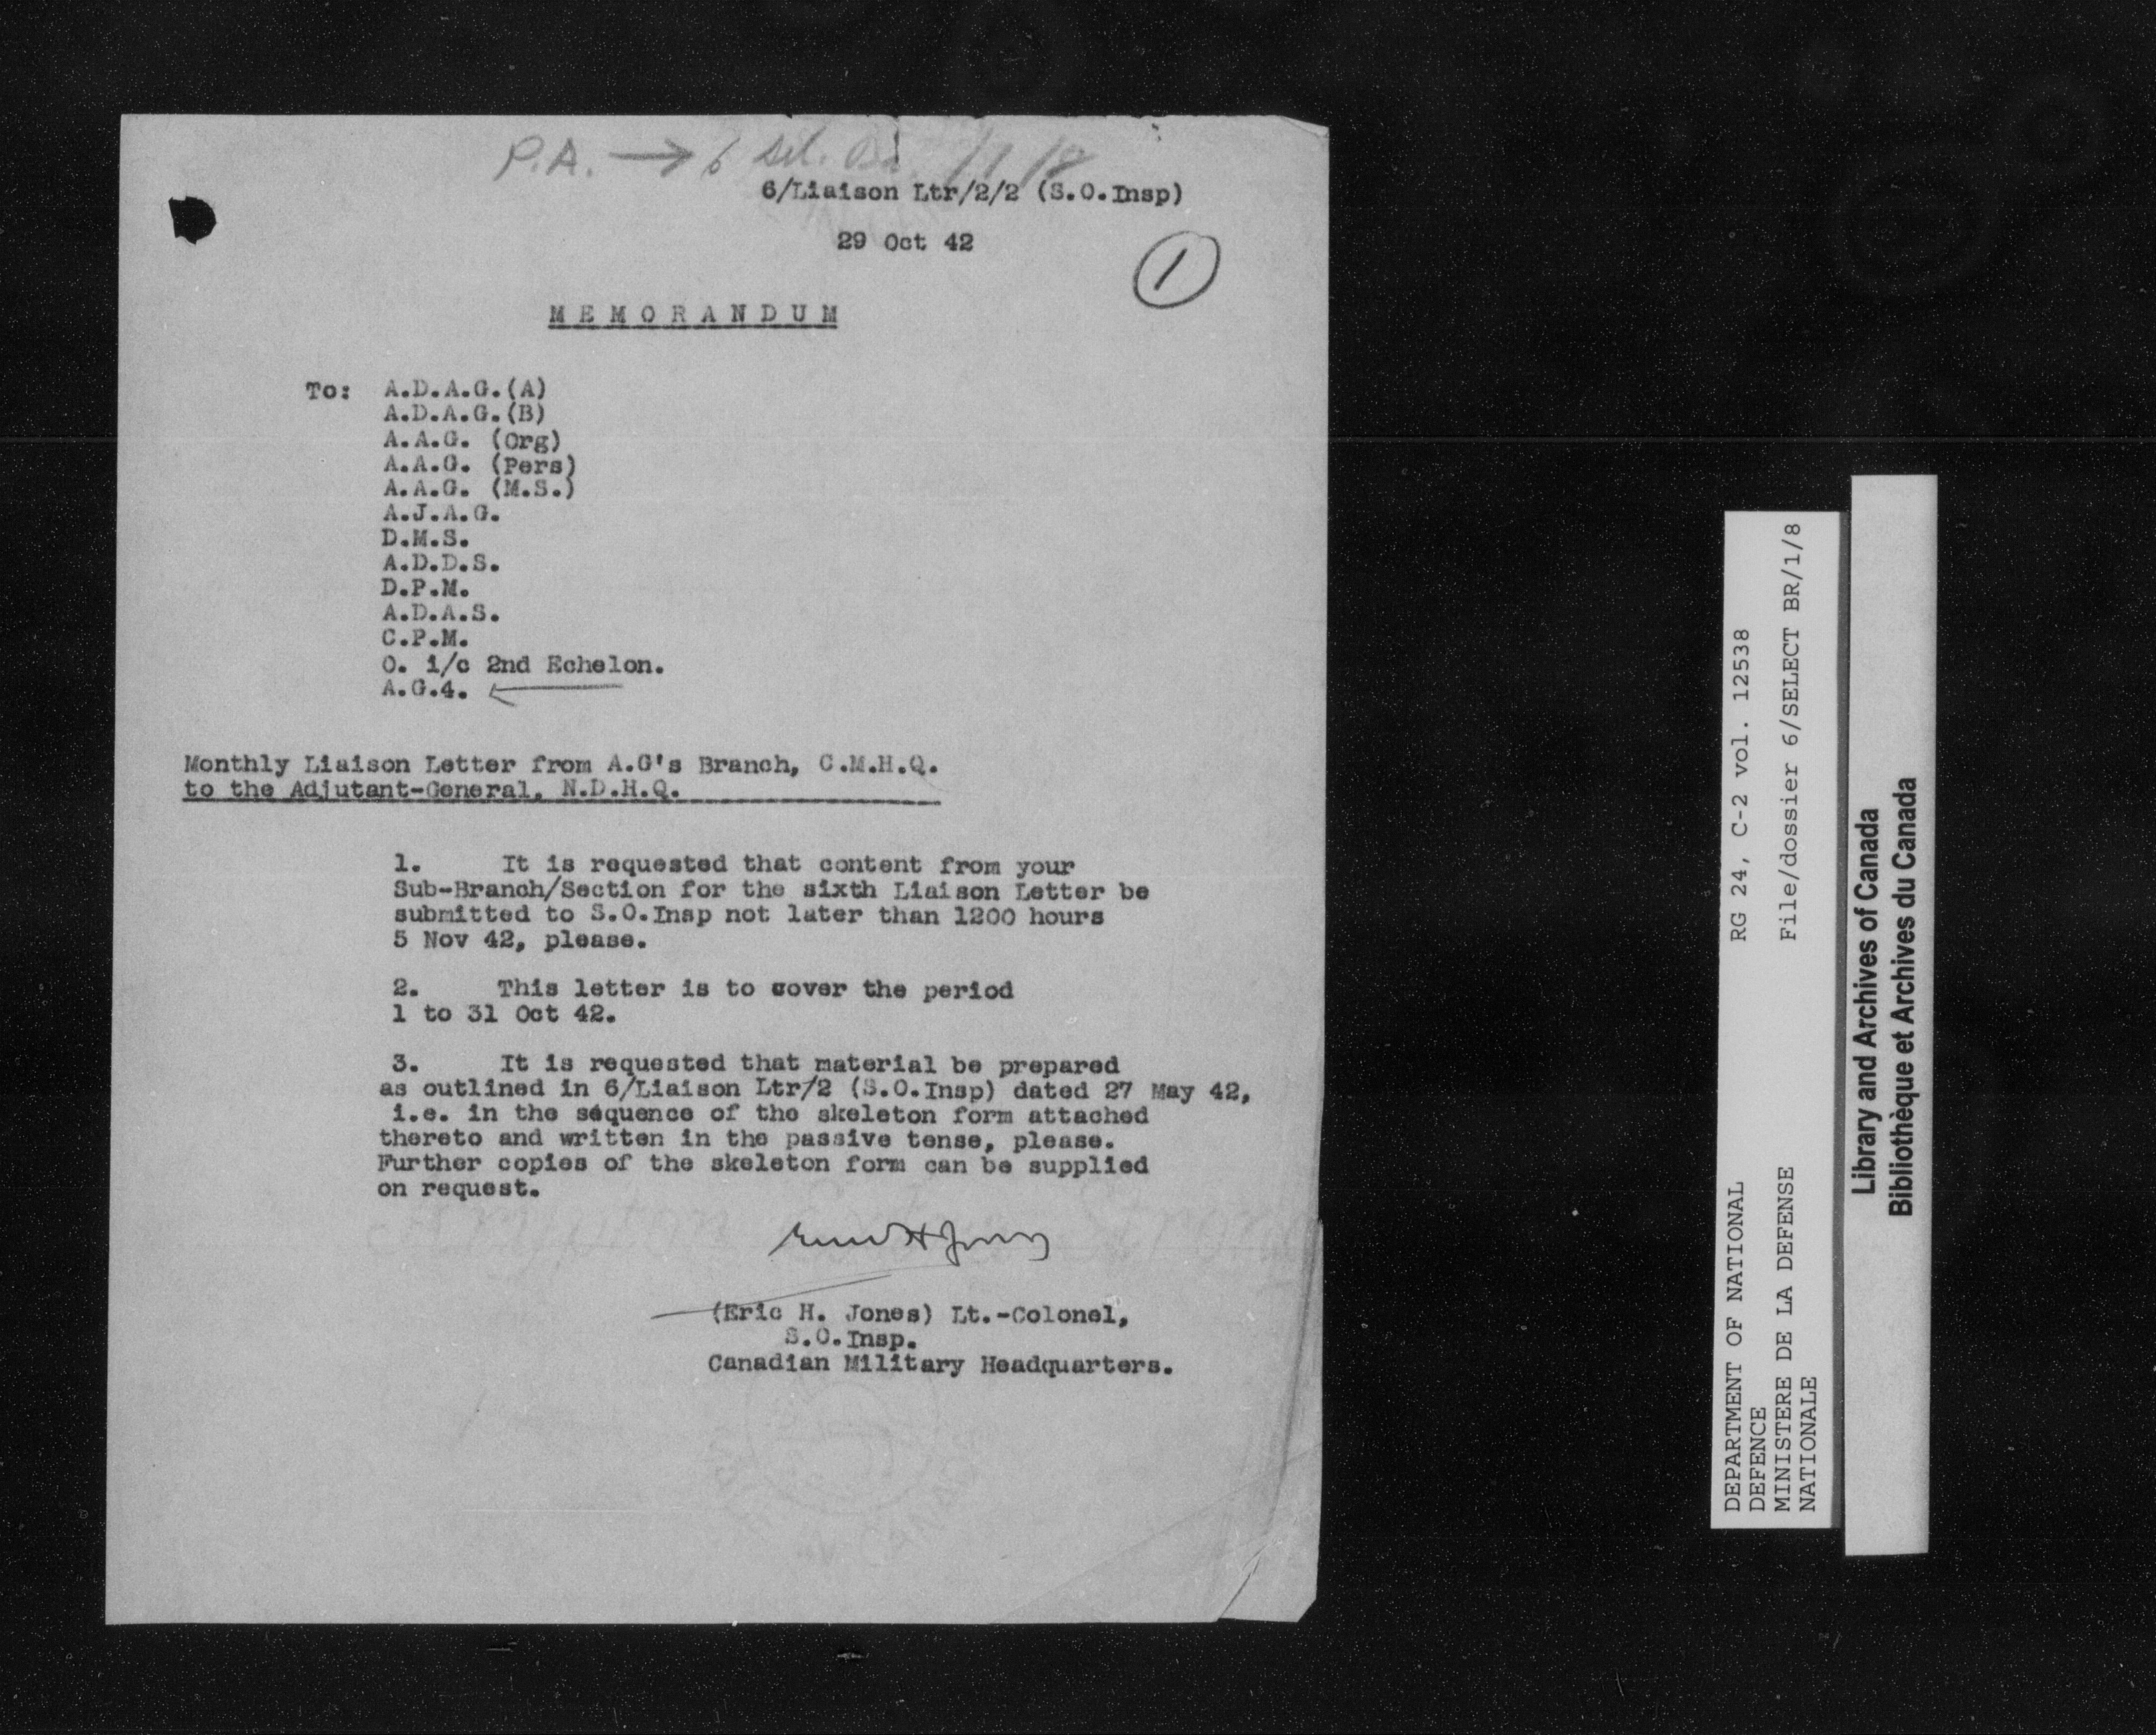 P.A. → 6 Sel. Br. /1/8
6/Liaison Ltr/2/2 (S.O.Insp)
29 Oct 42
1
MEMORANDUM
To: A.D.A.G.(A)
A.D.A.G.(B)
A.A.G. (Org)
A.A.G. (Pers)
A.A.G. (M.S.)
A.J.A.G.
D.M.S.
A.D.D.S.
D.P.M.
A.D.A.S.
C.P.M.
O. i/c 2nd Echelon.
A.G.4. ←
Monthly Liaison Letter from A.G's Branch, C.M.H.Q.
to the Adjutant-General, N.D.H.Q.
1. It is requested that content from your
Sub-Branch/Section for the sixth Liaison Letter be
submitted to S.O.Insp not later than 1200 hours
5 Nov 42, please.
2. This letter is to cover the period
1 to 31 Oct 42.
3. It is requested that material be prepared
as outlined in 6/Liaison Ltr/2 (S.O.Insp) dated 27 May 42,
i.e. in the sequence of the skeleton form attached
thereto and written in the passive tense, please.
Further copies of the skeleton form can be supplied
on request.
Eric H Jones
(Eric H. Jones) Lt.-Colonel,
S.O.Insp.
Canadian Military Headquarters.
DEPARTMENT OF NATIONAL RG 24, C-2 vol. 12538
DEFENCE
MINISTERE DE LA DEFENSE File/dossier 6/SELECT BR/1/8
NATIONALE
Library and Archives of Canada
Bibliothèque et Archives du Canada